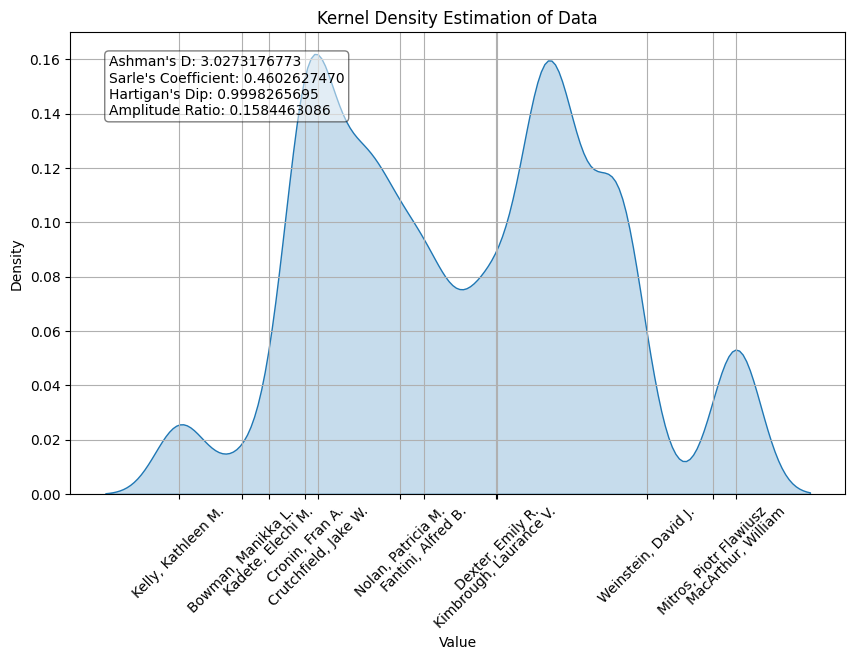 Kernel Density Estimation of Data
Ashman's D: 3.0273176773
Sarle's Coefficient: 0.4602627470
Hartigan's Dip: 0.9998265695
Amplitude Ratio: 0.1584463086
0.16
0.14
0.12
0.10
0.08
0.06
0.04
0.02
0.00
Density
Kelly, Kathleen M.
Bowman, Manikka L.
Kadete, Elechi M.
Cronin, Fran A.
Crutchfield, Jake W.
Nolan, Patricia M.
Fantini, Alfred B.
Dexter, Emily R.
Kimbrough, Laurance V.
Weinstein, David J.
Mitros, Piotr Flawiusz
MacArthur, William
Value